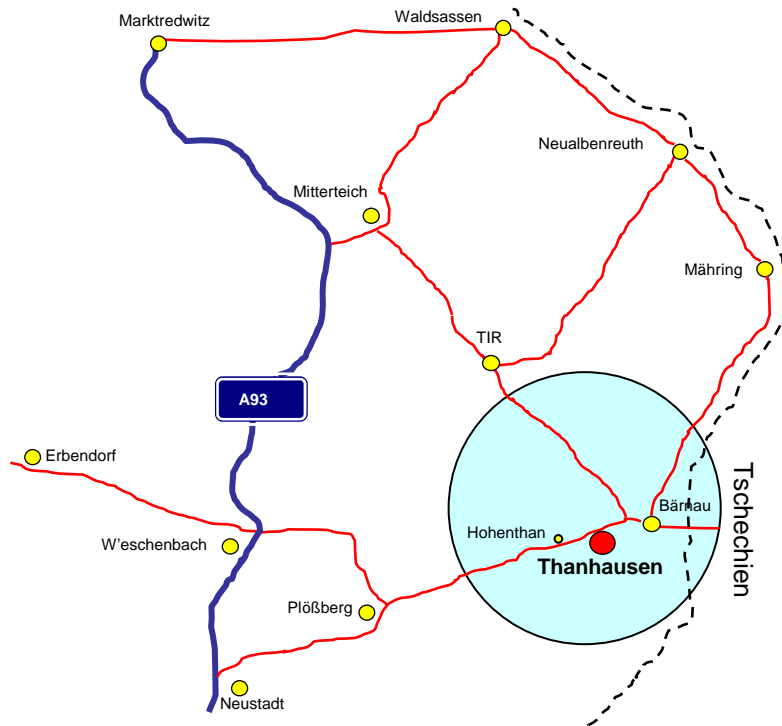 Waldsassen
Marktredwitz
Neualbenreuth
Mitterteich
Mähring
TIR
A93
Erbendorf
Tschechien
Bärnau
Hohenthan
W'eschenbach
Thanhausen
Plößberg
Neustadt